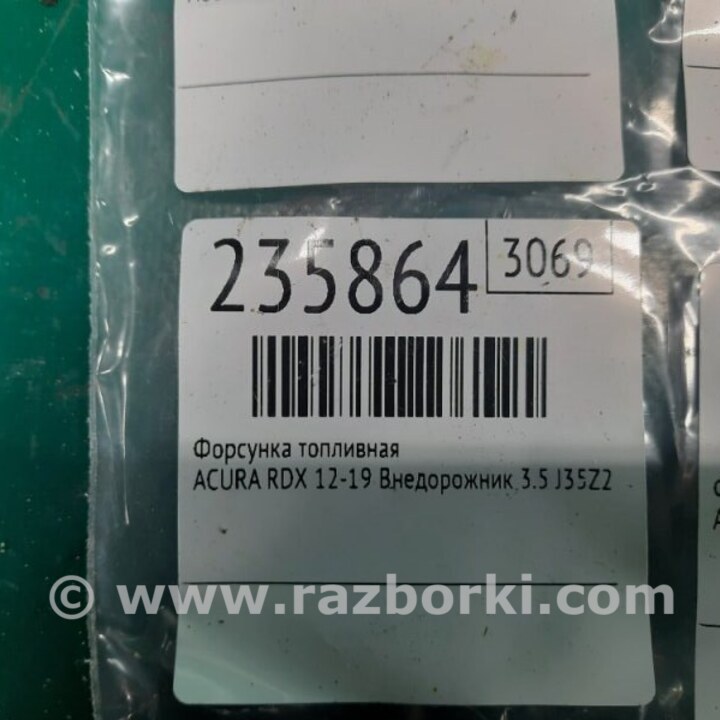 235864
3069
Форсунка топливная
ACURA RDX 12-19 Внедорожник 3.5 J35Z2
© www.razborki.com